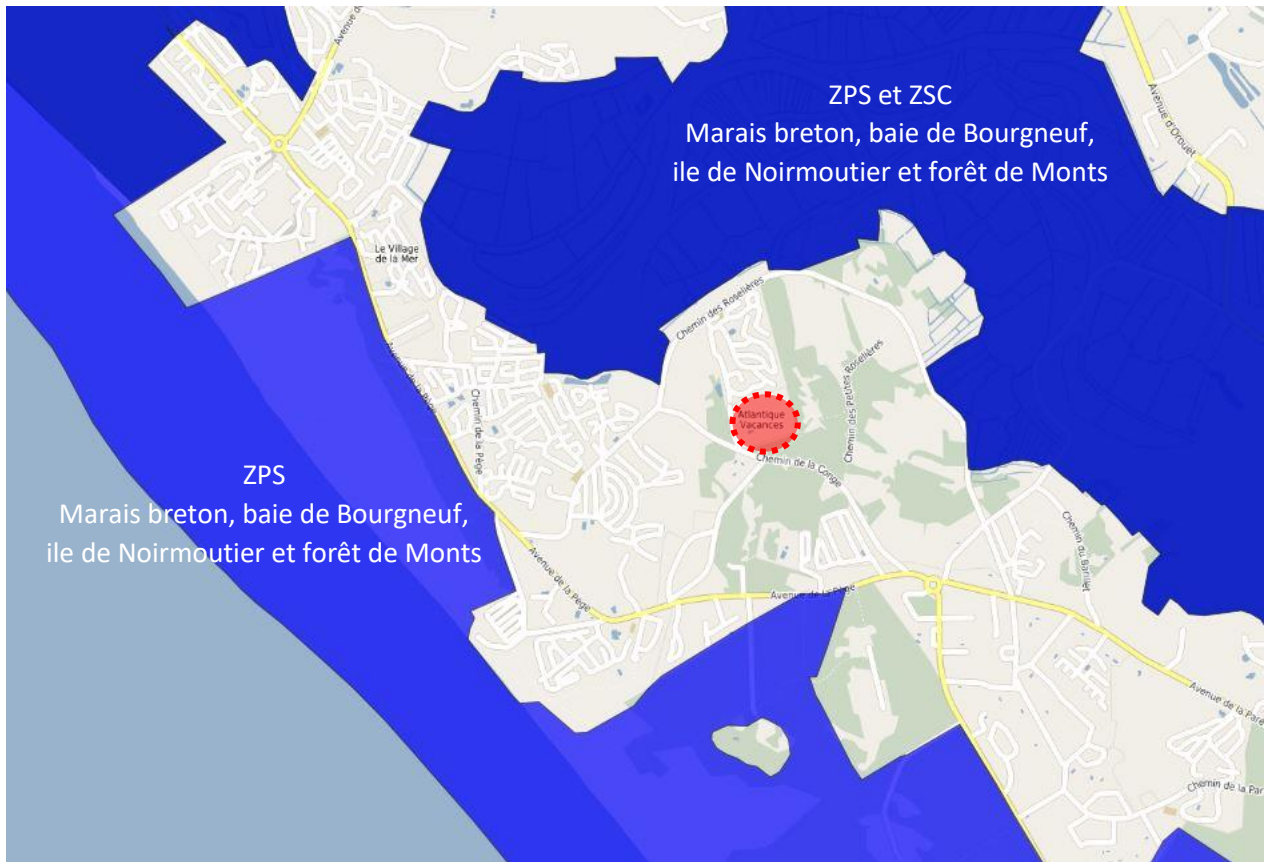 Avenue de
ZPS et ZSC
Marais breton, baie de Bourgneuf,
ile de Noirmoutier et forêt de Monts
Avenue d'Orouet
Le Village
de la Mer
Chemin des Roselières
Avenue de la Pège
Chemin de la Pège
Chemin des Petites Roselières
Atlantique
Vacances
Chemin de la Conge
ZPS
Marais breton, baie de Bourgneuf,
ile de Noirmoutier et forêt de Monts
Avenue de la Pège
Avenue de la Pège
Chemin du Barillet
Avenue de la Paré
Chemin de la Par